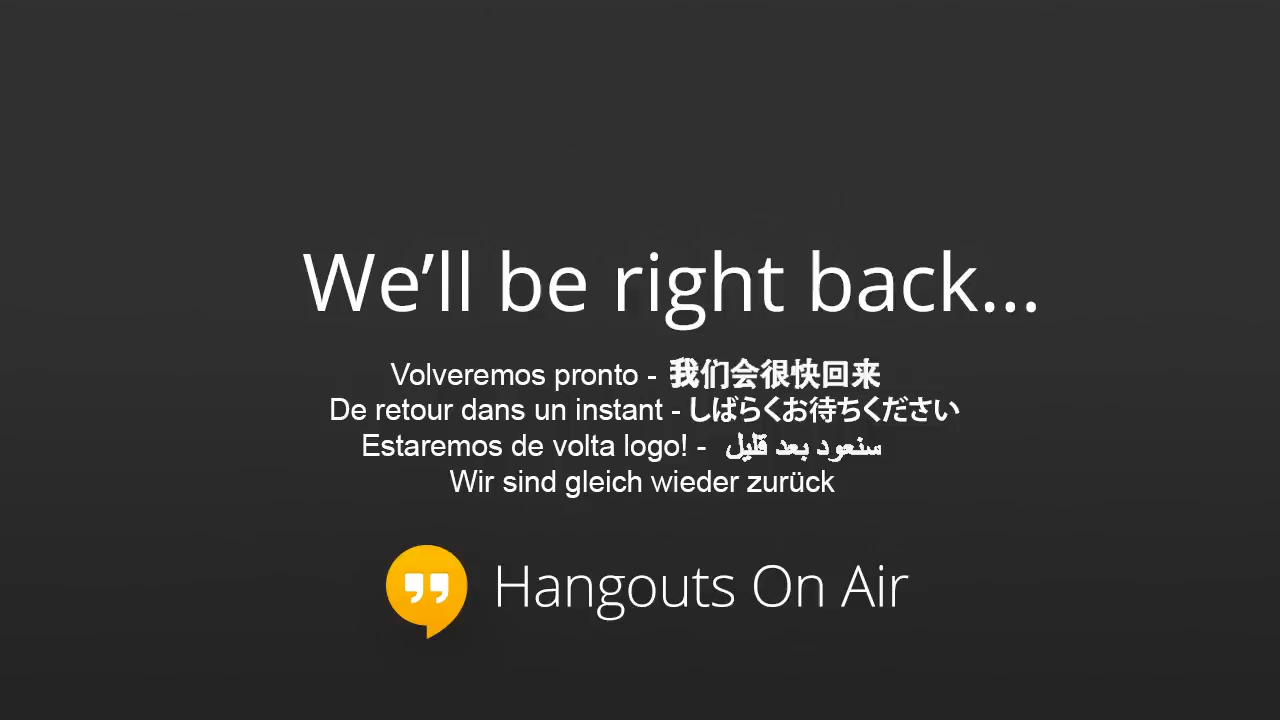 We’ll be right back...
Volveremos pronto - 我们会很快回来
De retour dans un instant - しばらくお待ちください
Estaremos de volta logo! - سنعود بعد قليل
Wir sind gleich wieder zurück
Hangouts On Air